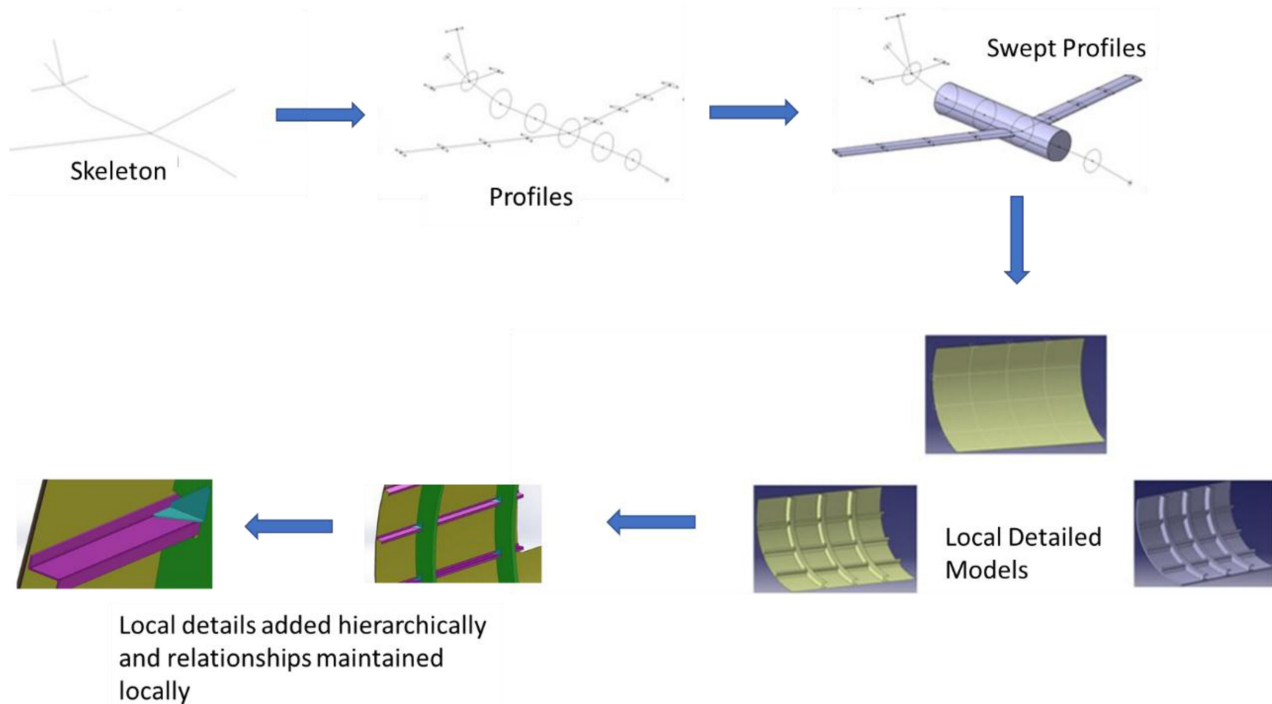 Skeleton
Profiles
Swept Profiles
Local Detailed
Models
Local details added hierarchically
and relationships maintained
locally